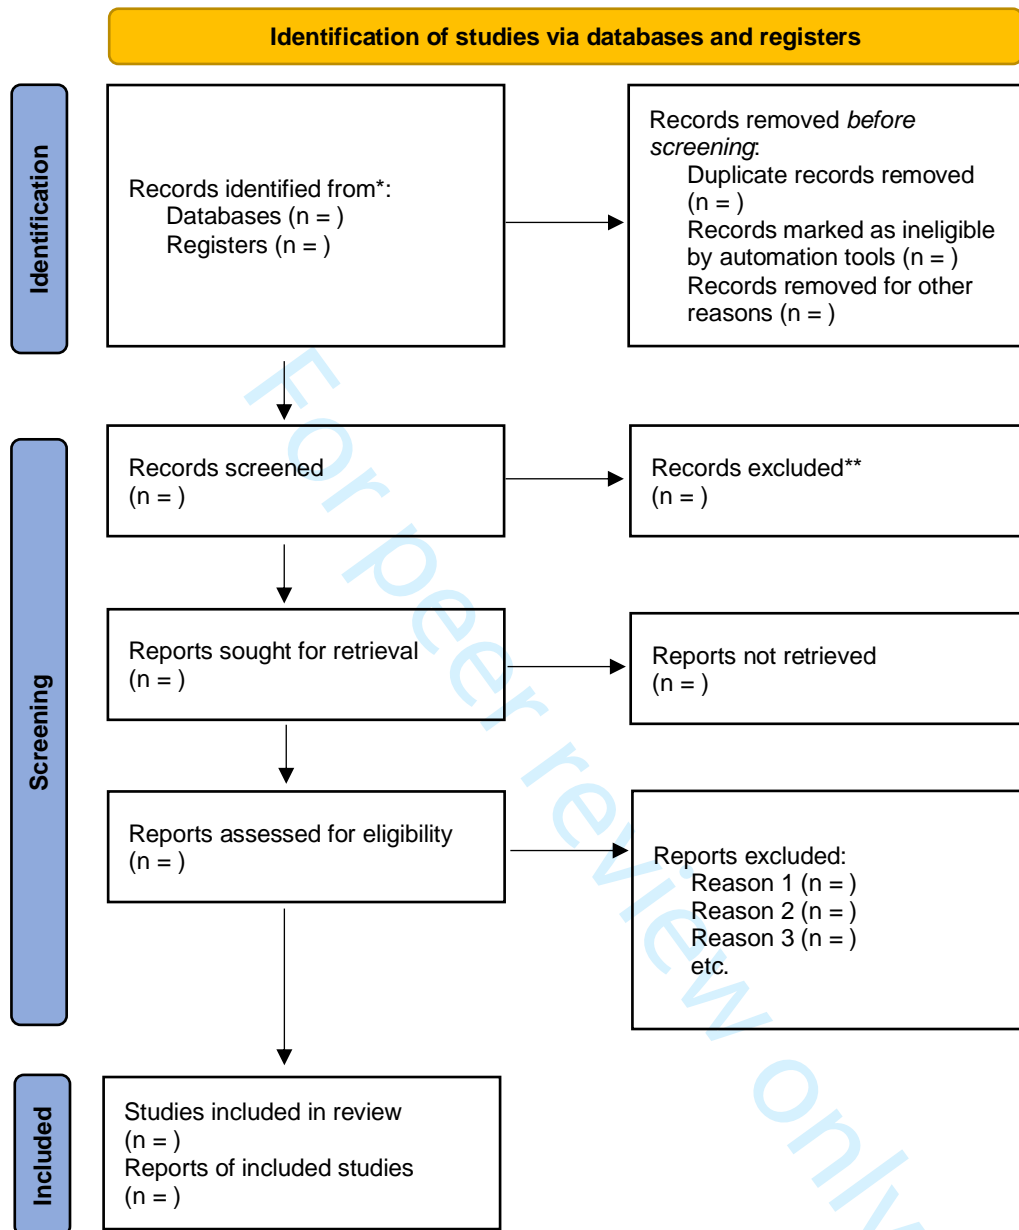 Identification of studies via databases and registers
Identification
Records identified from*:
Databases (n = )
Registers (n = )
Records removed before
screening:
Duplicate records removed
(n = )
Records marked as ineligible
by automation tools (n = )
Records removed for other
reasons (n = )
Screening
Records screened
(n = )
Records excluded**
(n = )
Reports sought for retrieval
(n = )
Reports not retrieved
(n = )
Reports assessed for eligibility
(n = )
Reports excluded:
Reason 1 (n = )
Reason 2 (n = )
Reason 3 (n = )
etc.
Included
Studies included in review
(n = )
Reports of included studies
(n = )
For peer review only